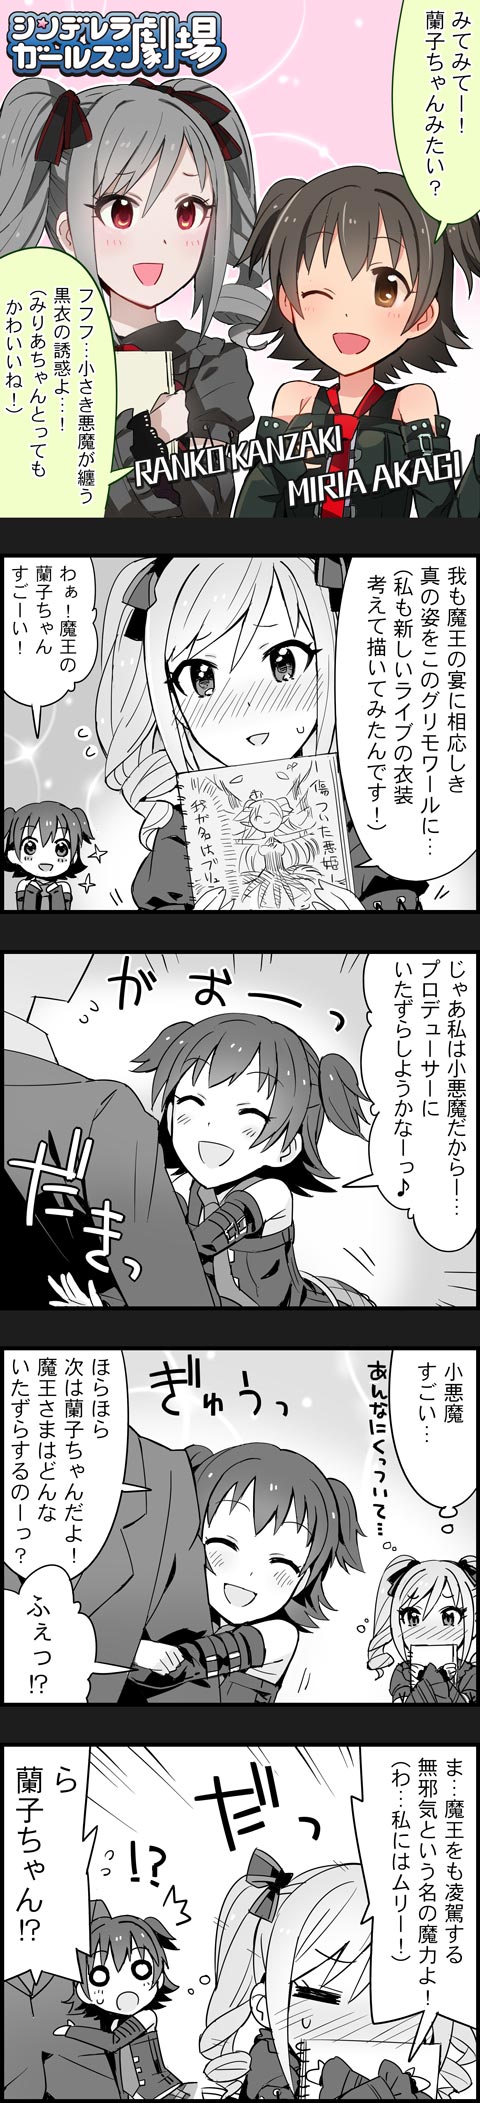 シンデレラ
ガールズ劇場
みてみてー！
蘭子ちゃんみたい？
フフフ…小さき悪魔が纏う
黒衣の誘惑よ…！
（みりあちゃんとっても
かわいいね！）
RANKO KANZAKI
MIRIA AKAGI
我も魔王の宴に相応しき
真の姿をこのグリモワールに…
（私も新しいライブの衣装
考えて描いてみたんです！）
傷ついた悪姫
我が名はブリュ
わぁ！魔王の
蘭子ちゃん
すごーい！
じゃあ私は小悪魔だからー…
プロデューサーに
いたずらしようかなーっ♪
がおーっ
だきっ
小悪魔
すごい…
あんなにくっついて…
ぎゅうっ
ほらほら
次は蘭子ちゃんだよ！
魔王さまはどんな
いたずらするのーっ？
ふぇっ!?
ま…魔王をも凌駕する
無邪気という名の魔力よ！
（わ…私にはムリー！）
だっ
!?
ら
蘭子ちゃん!?